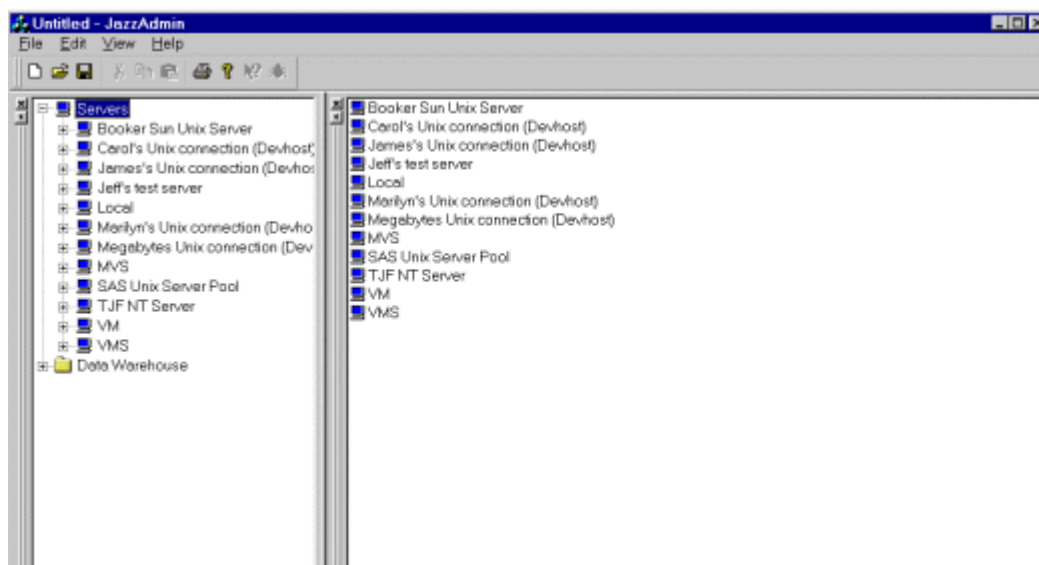 Untitled - JazzAdmin
File Edit View Help
Servers
Booker Sun Unix Server
Carol's Unix connection (Devhost)
James's Unix connection (Devhos
Jeff's test server
Local
Marilyn's Unix connection (Devho
Megabytes Unix connection (Dev
MVS
SAS Unix Server Pool
TJF NT Server
VM
VMS
Data Warehouse
Booker Sun Unix Server
Carol's Unix connection (Devhost)
James's Unix connection (Devhost)
Jeff's test server
Local
Marilyn's Unix connection (Devhost)
Megabytes Unix connection (Devhost)
MVS
SAS Unix Server Pool
TJF NT Server
VM
VMS